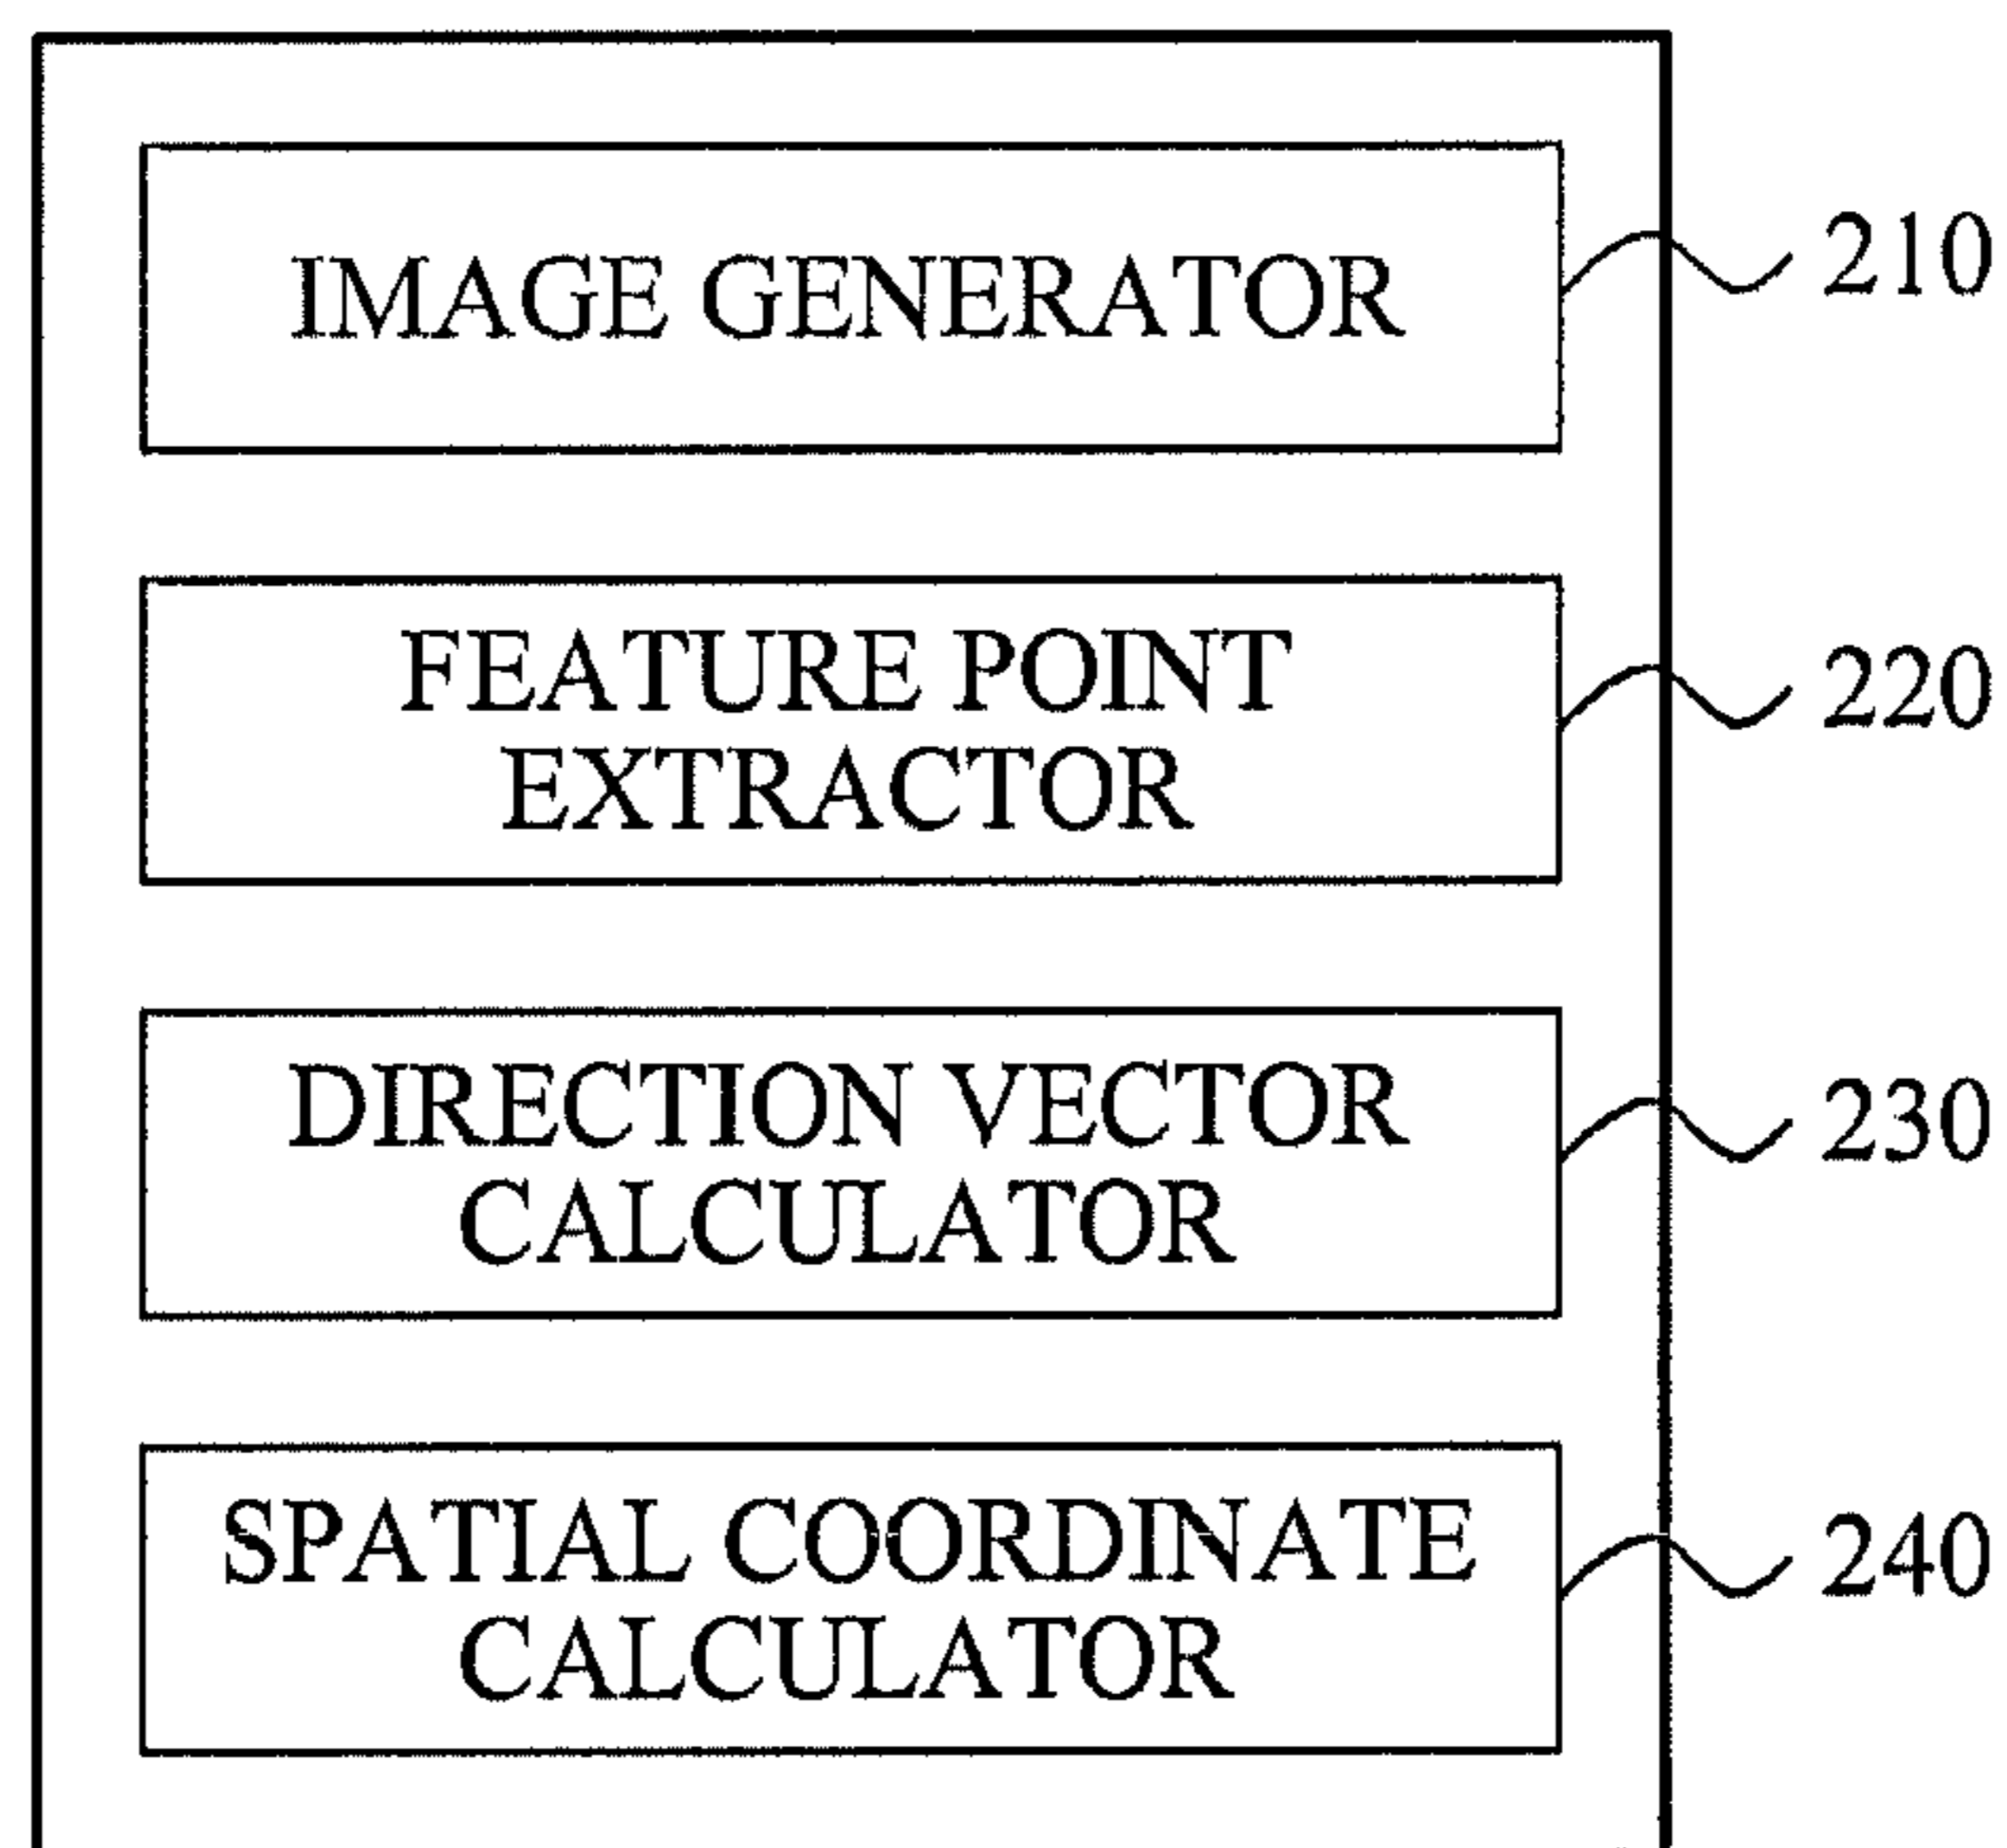 IMAGE GENERATOR
210
FEATURE POINT
EXTRACTOR
220
DIRECTION VECTOR
CALCULATOR
230
SPATIAL COORDINATE
CALCULATOR
240